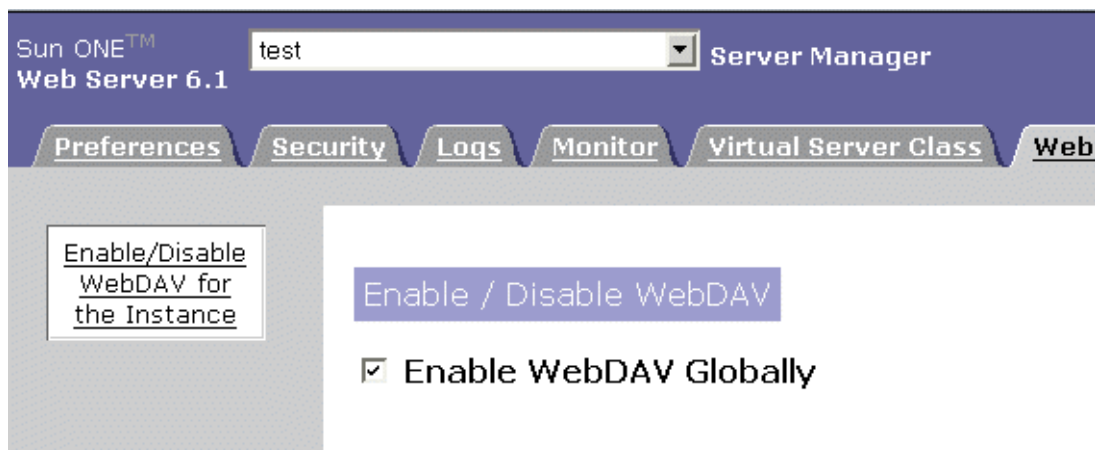 Sun ONE™
Web Server 6.1
test
Server Manager
Preferences Security Logs Monitor Virtual Server Class Web
Enable/Disable
WebDAV for
the Instance
Enable / Disable WebDAV
Enable WebDAV Globally